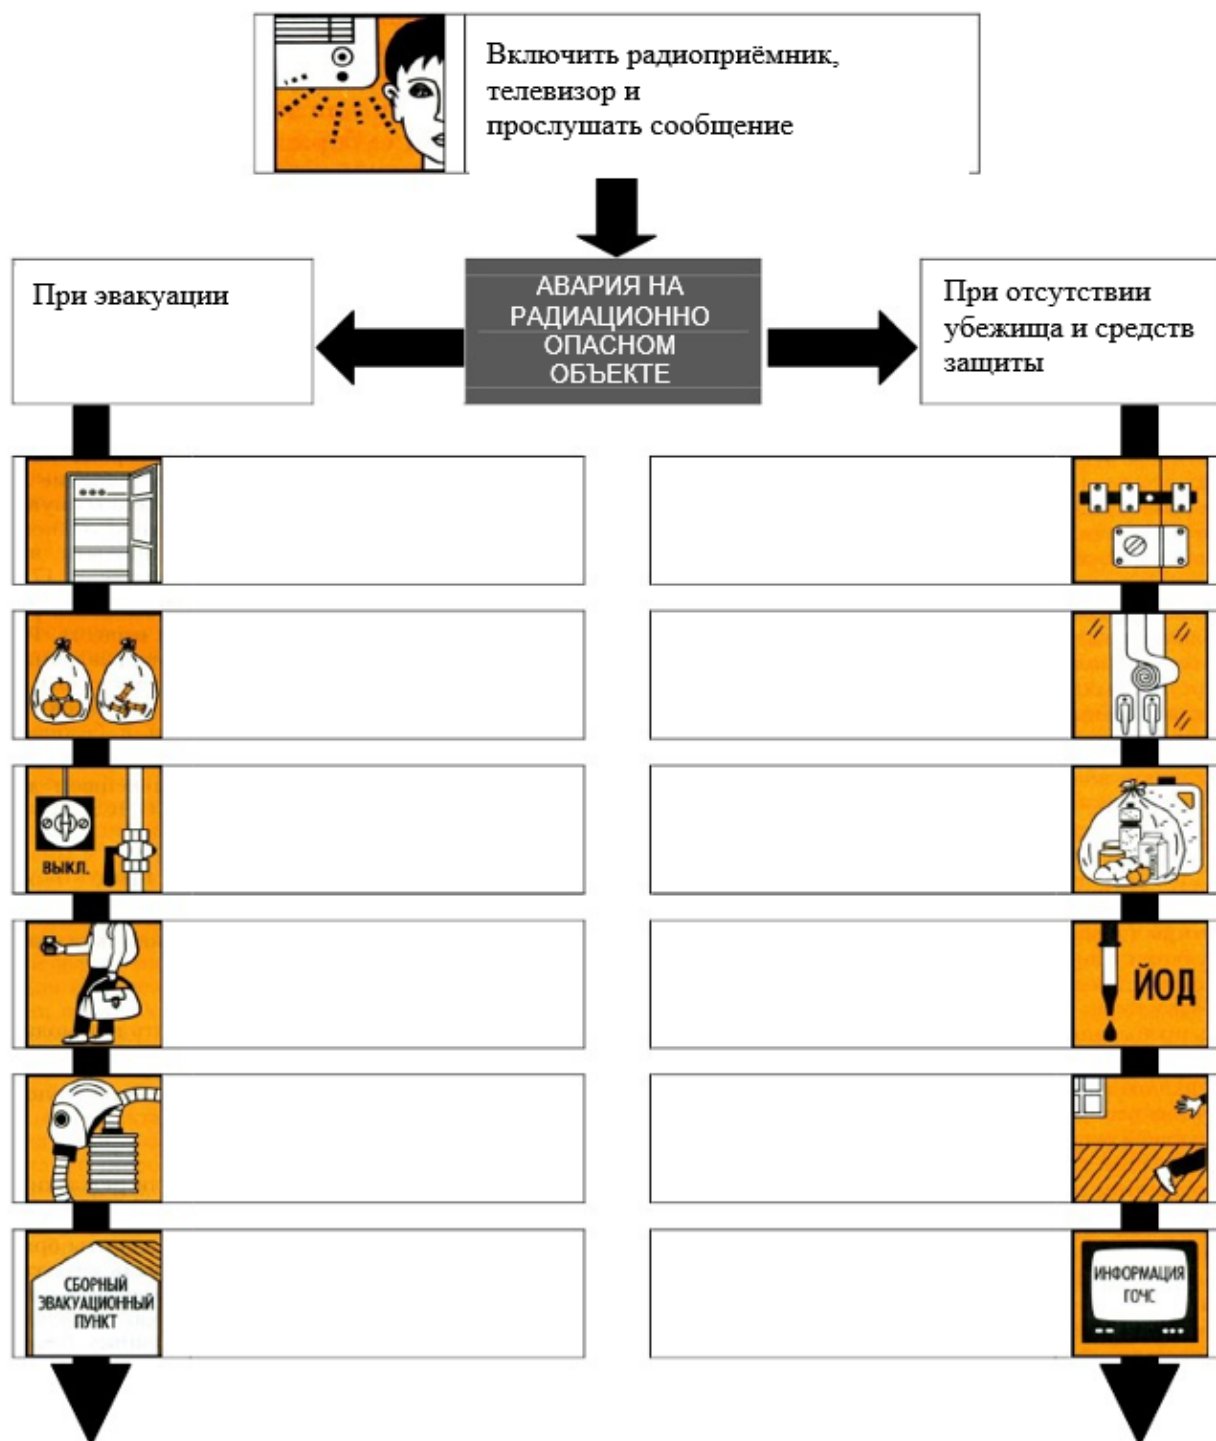 Включить радиоприёмник,
телевизор и
прослушать сообщение
При эвакуации
АВАРИЯ НА
РАДИАЦИОННО
ОПАСНОМ
ОБЪЕКТЕ
При отсутствии
убежища и средств
защиты
ВЫКЛ.
ЙОД
СБОРНЫЙ
ЭВАКУАЦИОННЫЙ
ПУНКТ
ИНФОРМАЦИЯ
ГОЧС